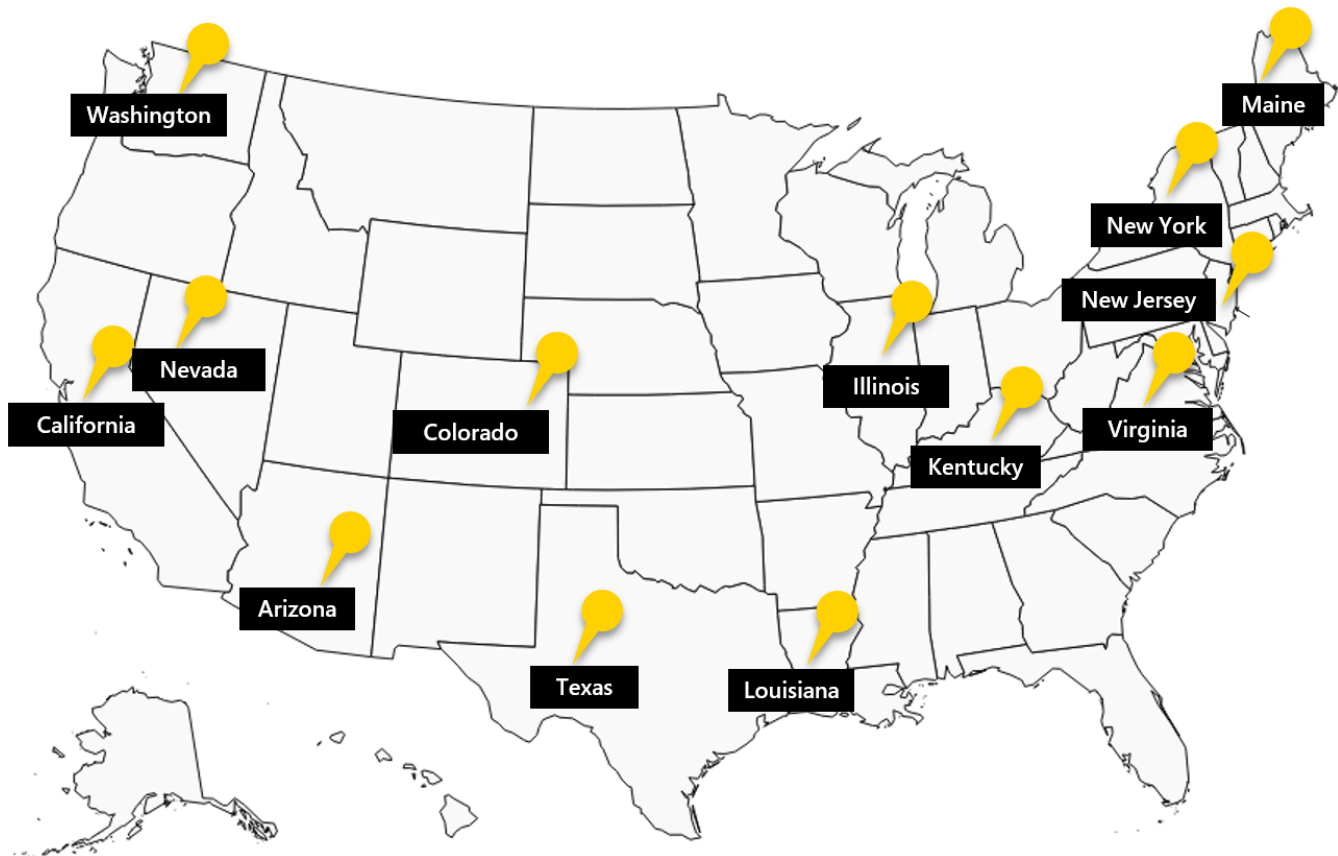 Washington
Maine
New York
New Jersey
Nevada
Illinois
California
Colorado
Virginia
Kentucky
Arizona
Texas
Louisiana